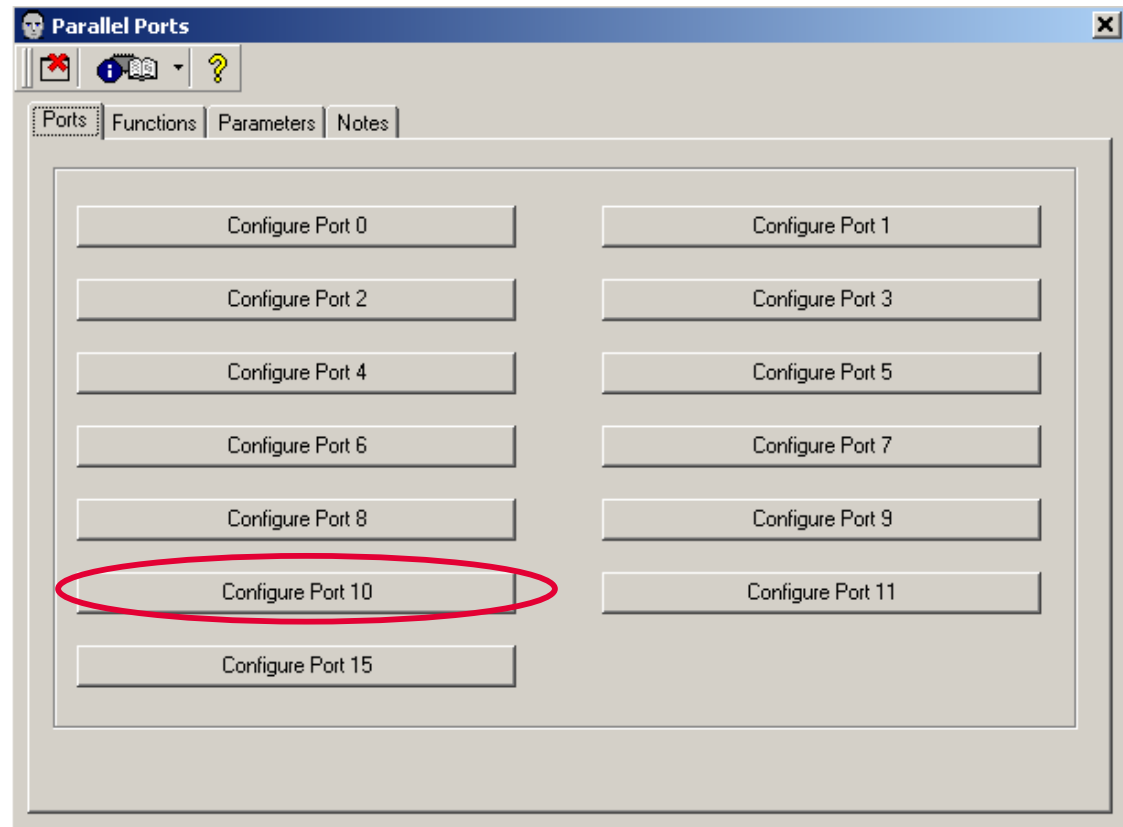 Parallel Ports
Ports Functions Parameters Notes
Configure Port 0 Configure Port 1
Configure Port 2 Configure Port 3
Configure Port 4 Configure Port 5
Configure Port 6 Configure Port 7
Configure Port 8 Configure Port 9
Configure Port 10 Configure Port 11
Configure Port 15